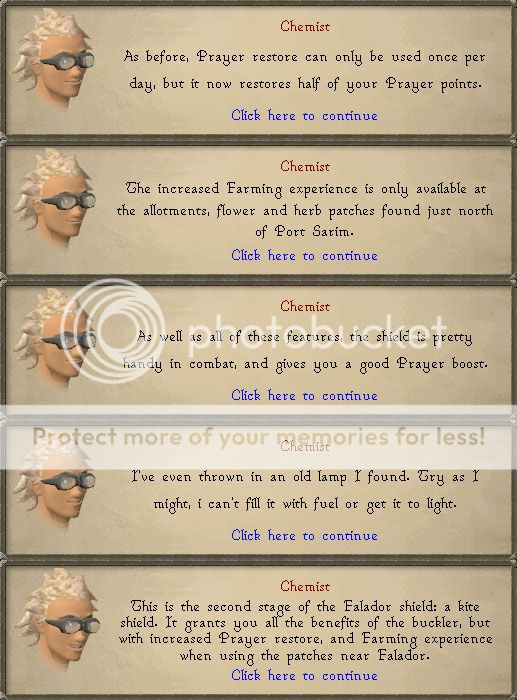 Chemist
As before, Prayer restore can only be used once per
day, but it now restores half of your Prayer points.
Click here to continue
Chemist
The increased Farming experience is only available at
the allotments, flower and herb patches found just north
of Port Sarim.
Click here to continue
Chemist
As well as all of these features, the shield is pretty
handy in combat, and gives you a good Prayer boost.
Click here to continue
photobucket
Protect more of your memories for less!
Chemist
I've even thrown in an old lamp I found. Try as I
might, i can't fill it with fuel or get it to light.
Click here to continue
Chemist
This is the second stage of the Falador shield: a kite
shield. It grants you all the benefits of the buckler, but
with increased Prayer restore, and Farming experience
when using the patches near Falador.
Click here to continue